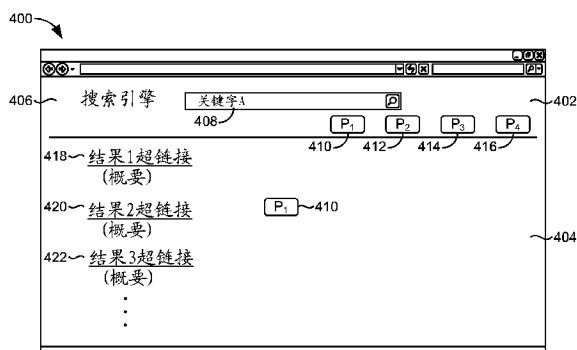 400
406
搜索引擎
关键字A
402
408
P1
P2
P3
P4
410
412
414
416
418
结果1超链接
(概要)
420
结果2超链接
(概要)
P1
410
404
422
结果3超链接
(概要)